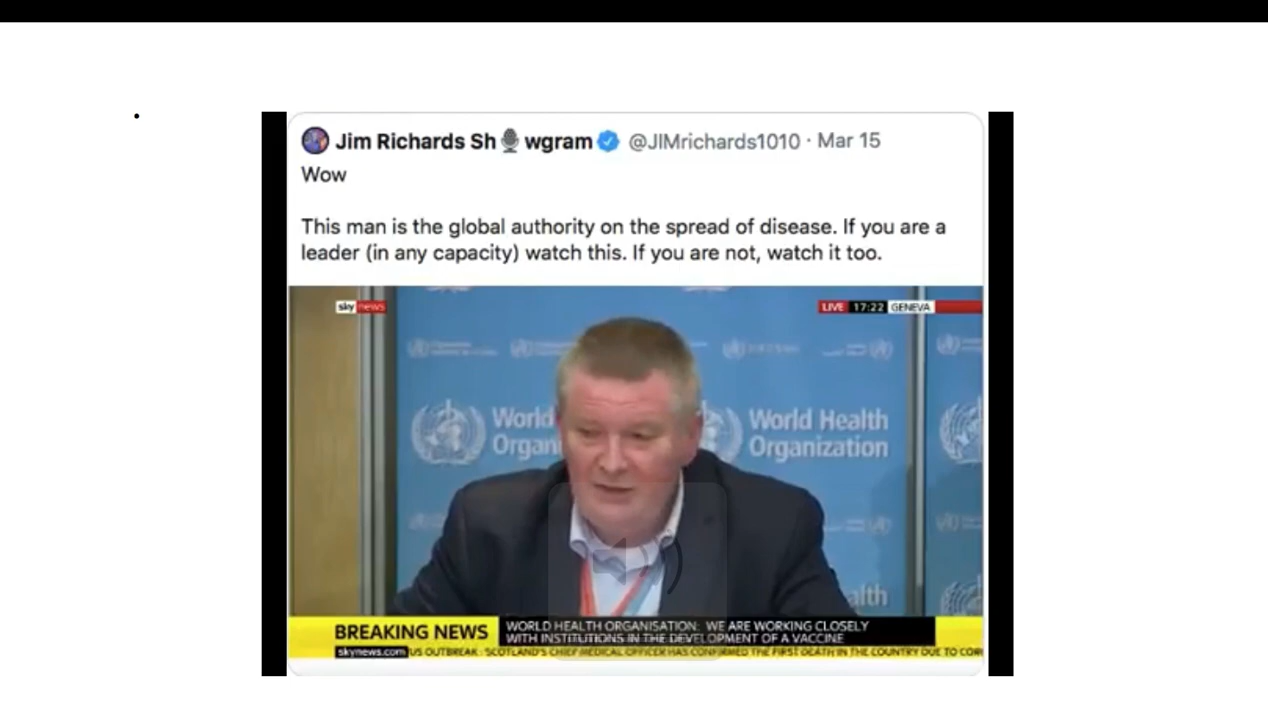 Jim Richards Sh🎙wgram @JIMrichards1010 · Mar 15
Wow
This man is the global authority on the spread of disease. If you are a
leader (in any capacity) watch this. If you are not, watch it too.
sky news
LIVE 17:22 GENEVA
World
Organi
World Health
Organization
alth
BREAKING NEWS
WORLD HEALTH ORGANISATION: WE ARE WORKING CLOSELY
WITH INSTITUTIONS IN THE DEVELOPMENT OF A VACCINE
skynews.com US OUTBREAK: SCOTLAND'S CHIEF MEDICAL OFFICER HAS CONFIRMED THE FIRST DEATH IN THE COUNTRY DUE TO COR